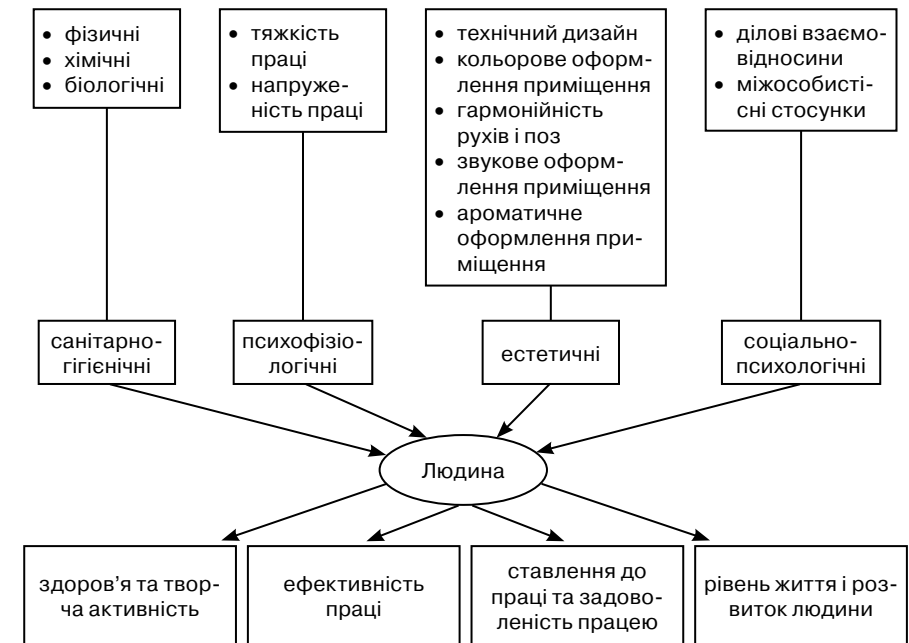 • фізичні
• хімічні
• біологічні
• тяжкість
праці
• напруже-
ність праці
• технічний дизайн
• кольорове оформ-
лення приміщення
• гармонійність
рухів і поз
• звукове оформ-
лення приміщення
• ароматичне
оформлення при-
міщення
• ділові взаємо-
відносини
• міжособисті-
сні стосунки
санітарно-
гігієнічні
психофізіо-
логічні
естетичні
соціально-
психологічні
Людина
здоров’я та твор-
ча активність
ефективність
праці
ставлення до
праці та задово-
леність працею
рівень життя і роз-
виток людини